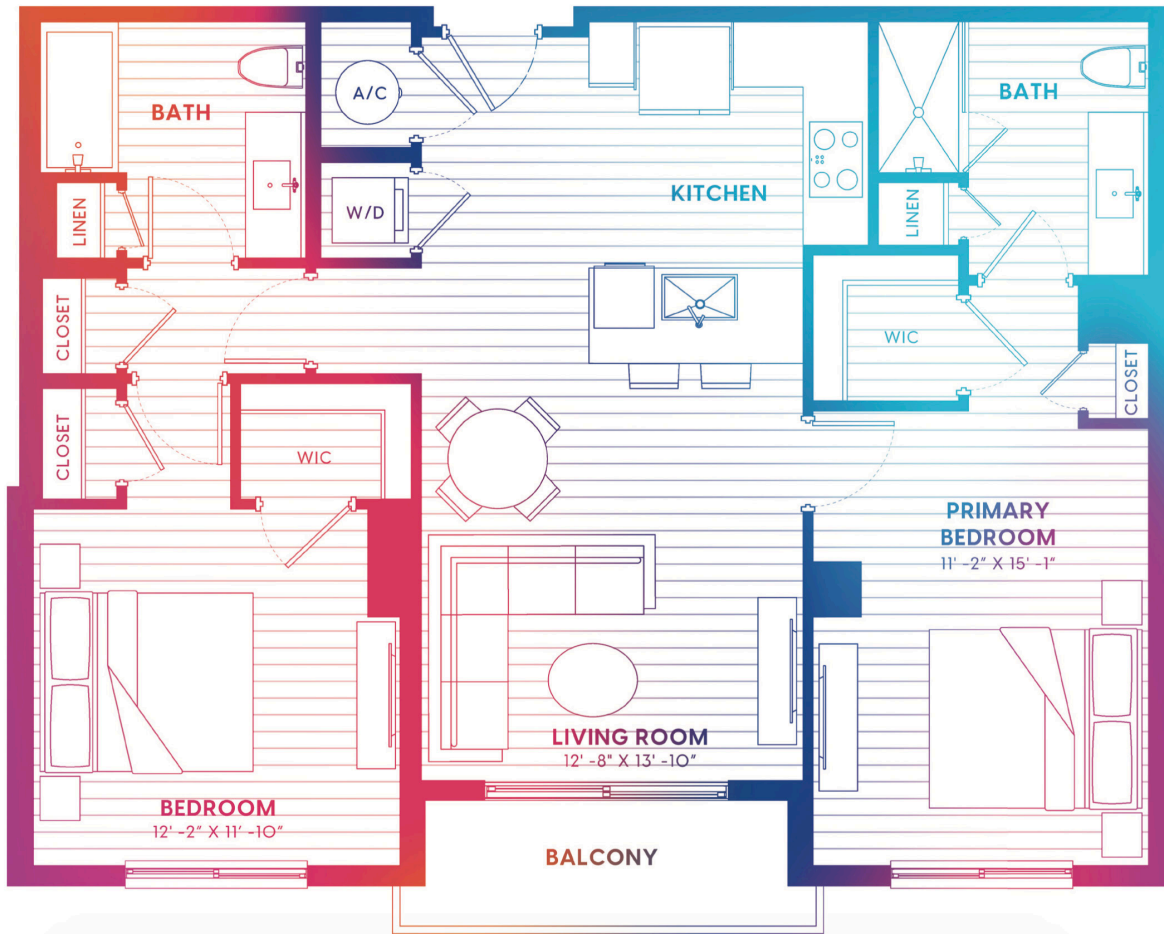 BATH
A/C
BATH
KITCHEN
LINEN
W/D
LINEN
CLOSET
WIC
CLOSET
CLOSET
WIC
PRIMARY
BEDROOM
11' -2" X 15' -1"
LIVING ROOM
12' -8" X 13' -10"
BEDROOM
12' -2" X 11' -10"
BALCONY